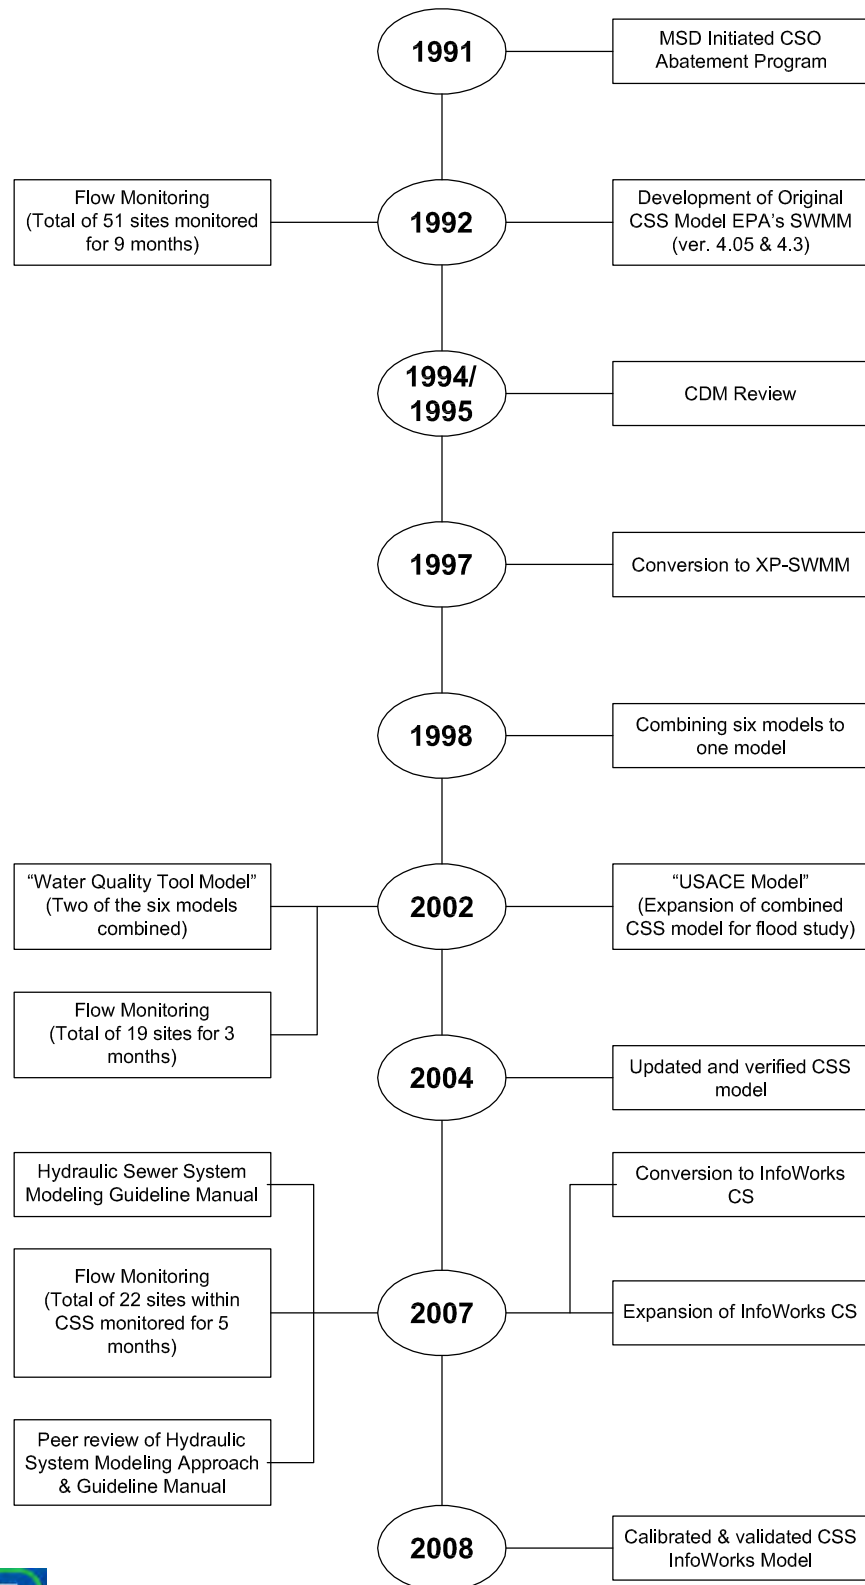 1991
MSD Initiated CSO
Abatement Program
Flow Monitoring
(Total of 51 sites monitored
for 9 months)
1992
Development of Original
CSS Model EPA's SWMM
(ver. 4.05 & 4.3)
1994/
1995
CDM Review
1997
Conversion to XP-SWMM
1998
Combining six models to
one model
“Water Quality Tool Model”
(Two of the six models
combined)
2002
“USACE Model”
(Expansion of combined
CSS model for flood study)
Flow Monitoring
(Total of 19 sites for 3
months)
2004
Updated and verified CSS
model
Hydraulic Sewer System
Modeling Guideline Manual
Conversion to InfoWorks
CS
Flow Monitoring
(Total of 22 sites within
CSS monitored for 5
months)
2007
Expansion of InfoWorks CS
Peer review of Hydraulic
System Modeling Approach
& Guideline Manual
2008
Calibrated & validated CSS
InfoWorks Model